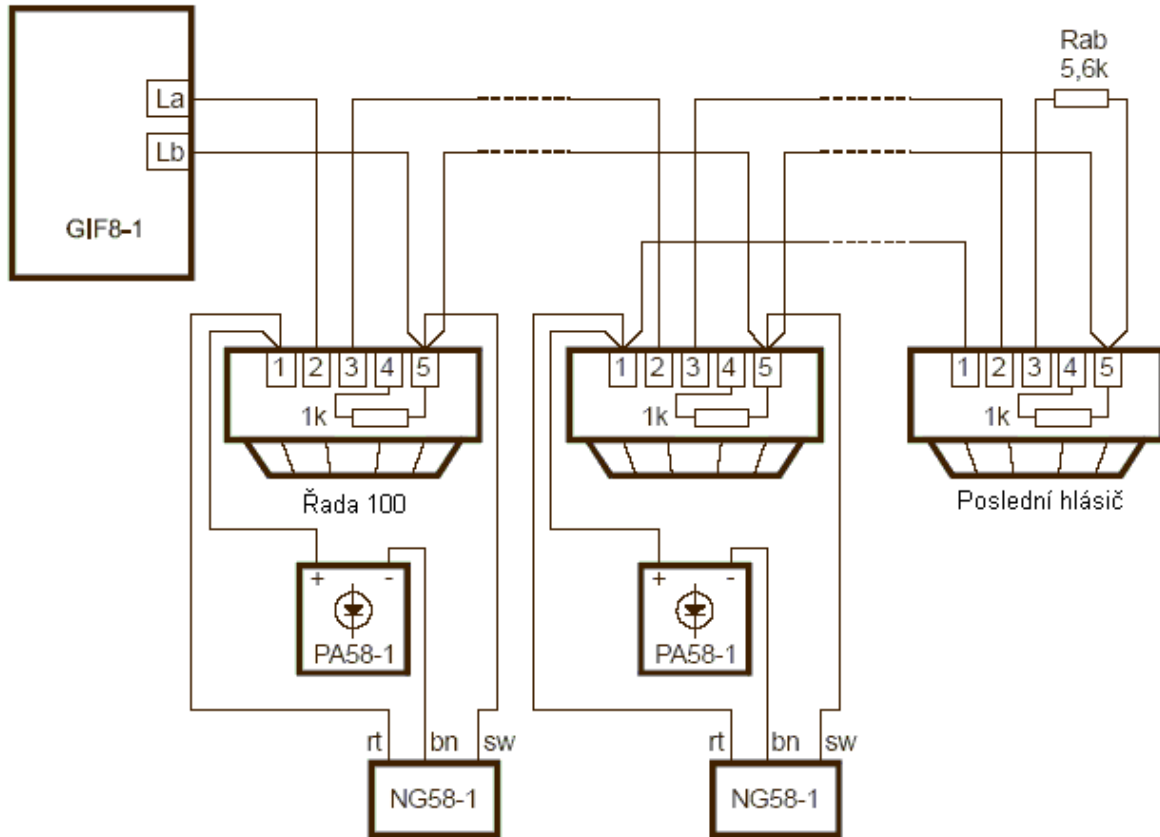 Rab
5,6k
La
Lb
GIF8-1
1 2 3 4 5
1 2 3 4 5
1 2 3 4 5
1k
1k
1k
Řada 100
Poslední hlásič
+ -
+ -
PA58-1
PA58-1
rt bn sw
rt bn sw
NG58-1
NG58-1